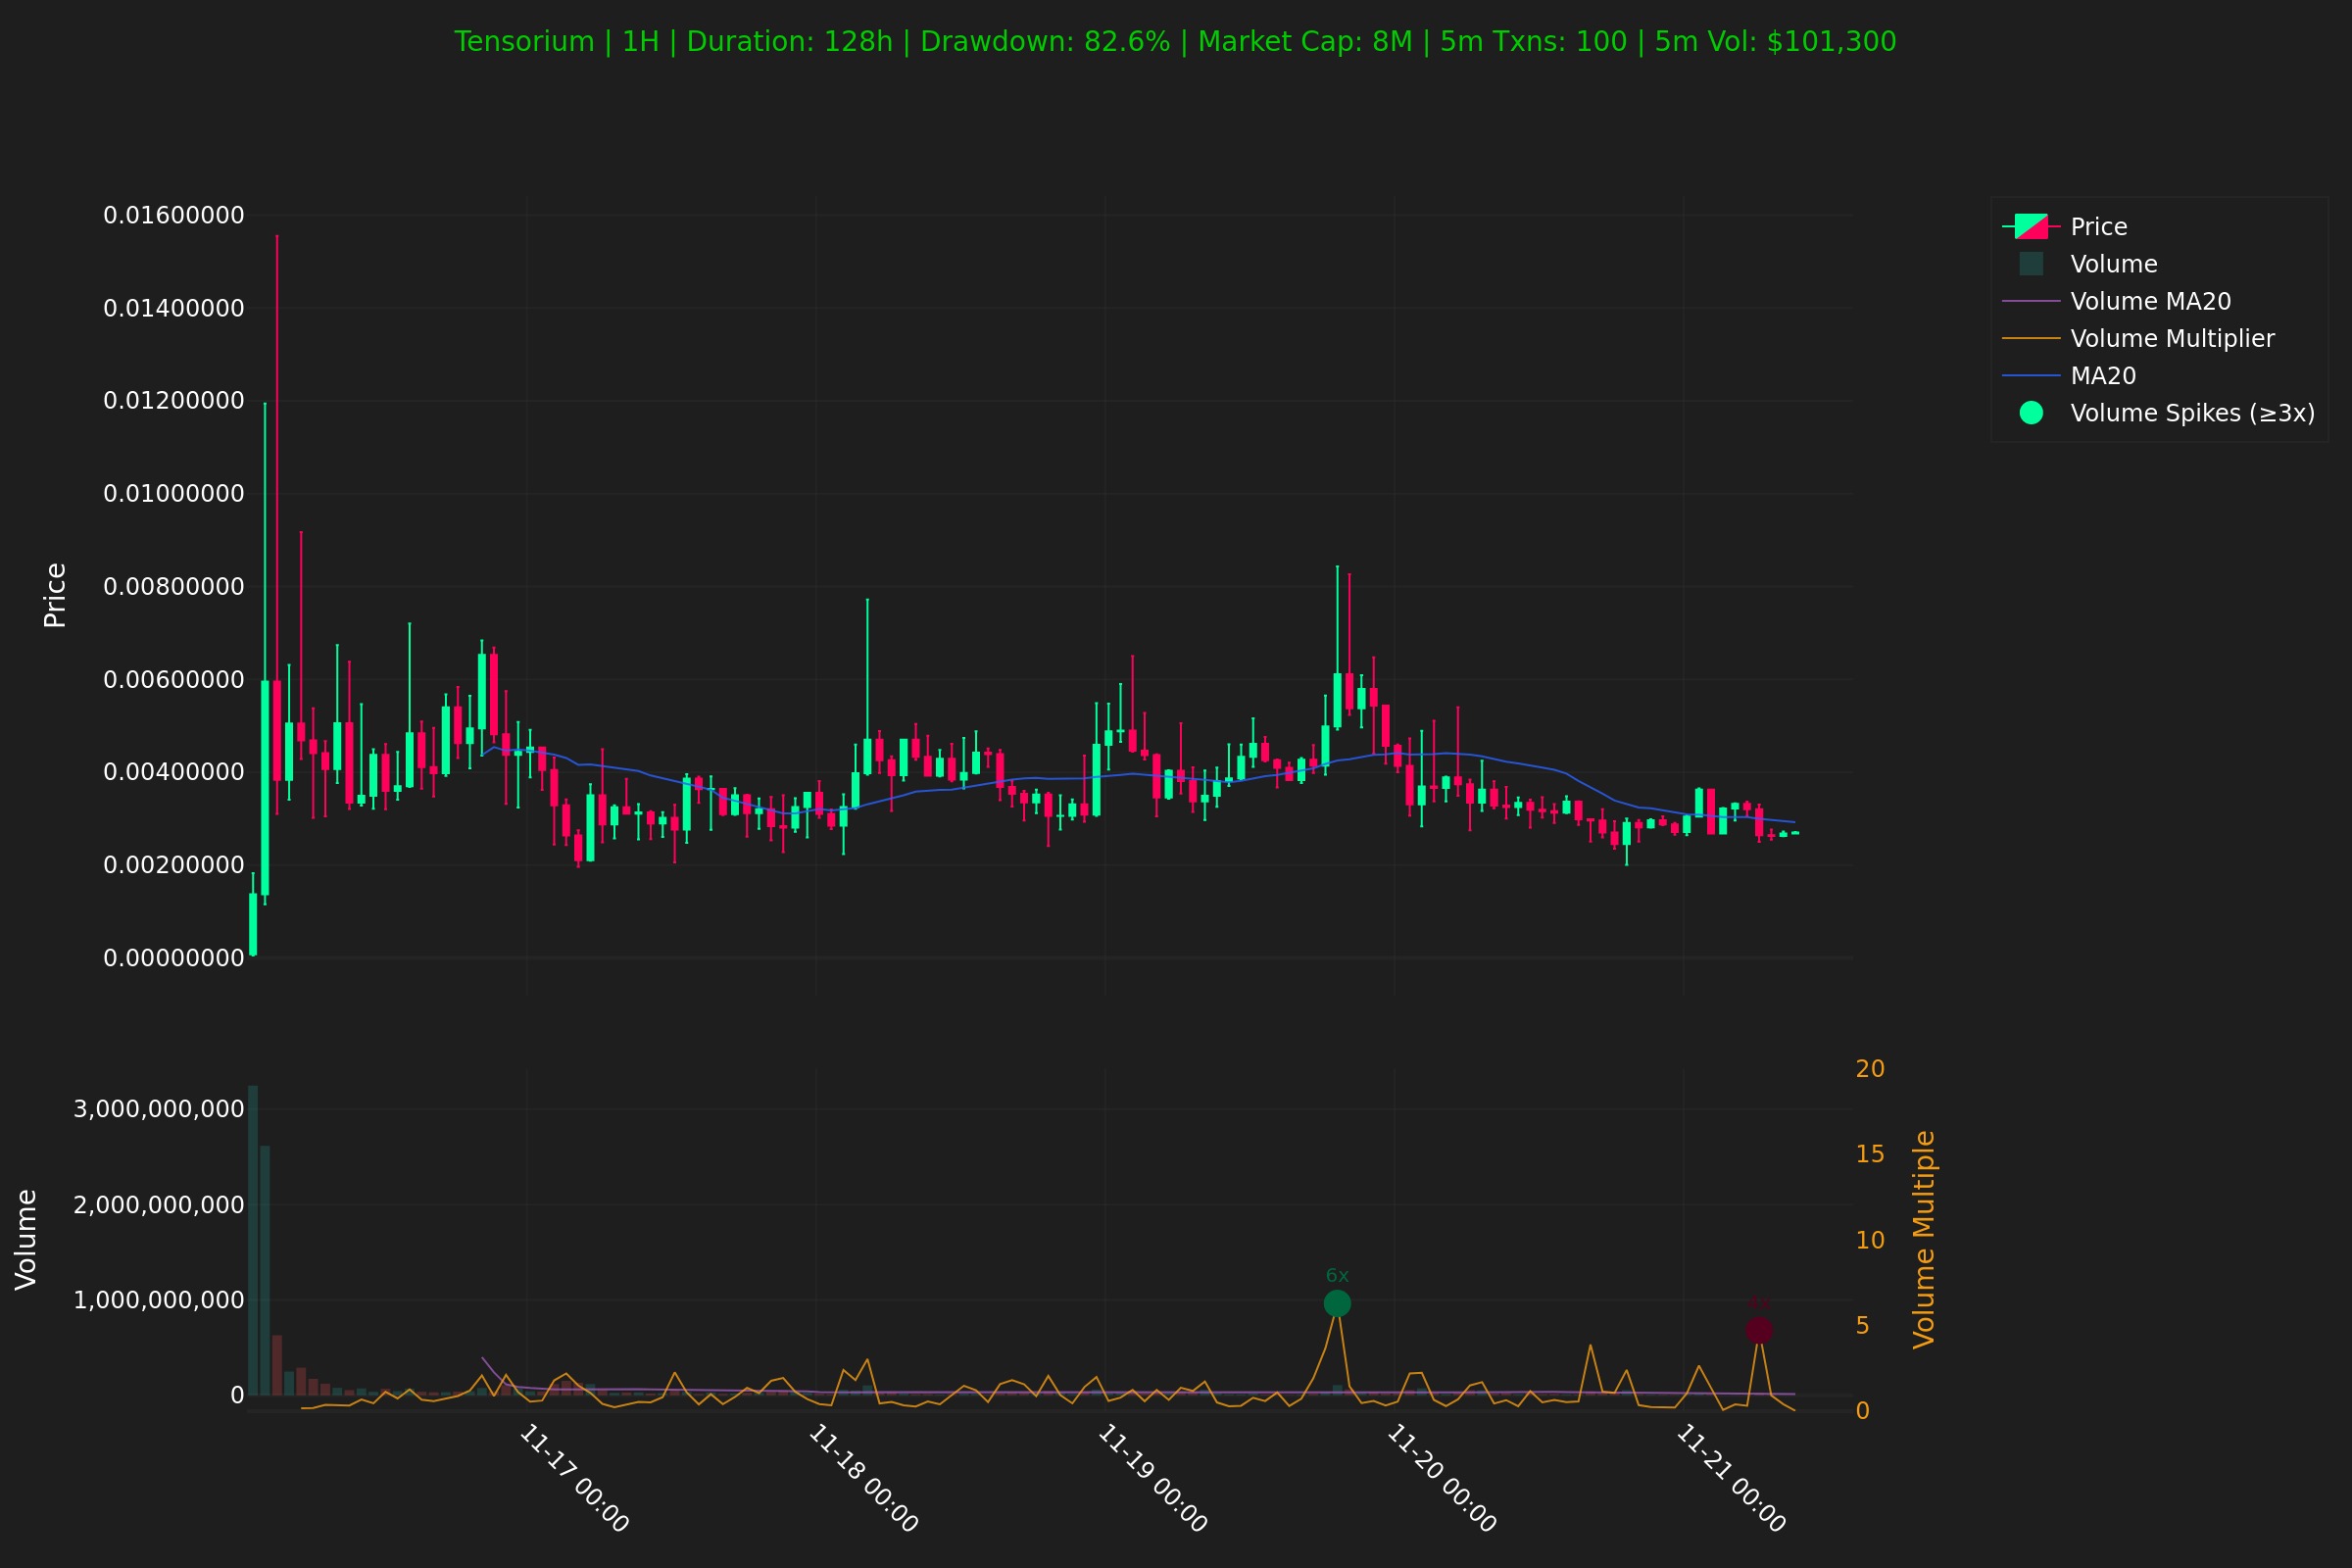 Tensorium | 1H | Duration: 128h | Drawdown: 82.6% | Market Cap: 8M | 5m Txns: 100 | 5m Vol: $101,300
0.01600000
0.01400000
0.01200000
0.01000000
0.00800000
0.00600000
0.00400000
0.00200000
0.00000000
Price
Price
Volume
Volume MA20
Volume Multiplier
MA20
Volume Spikes (≥3x)
3,000,000,000
2,000,000,000
1,000,000,000
0
Volume
6x
20
15
10
5
0
Volume Multiple
11-17 00:00
11-18 00:00
11-19 00:00
11-20 00:00
11-21 00:00